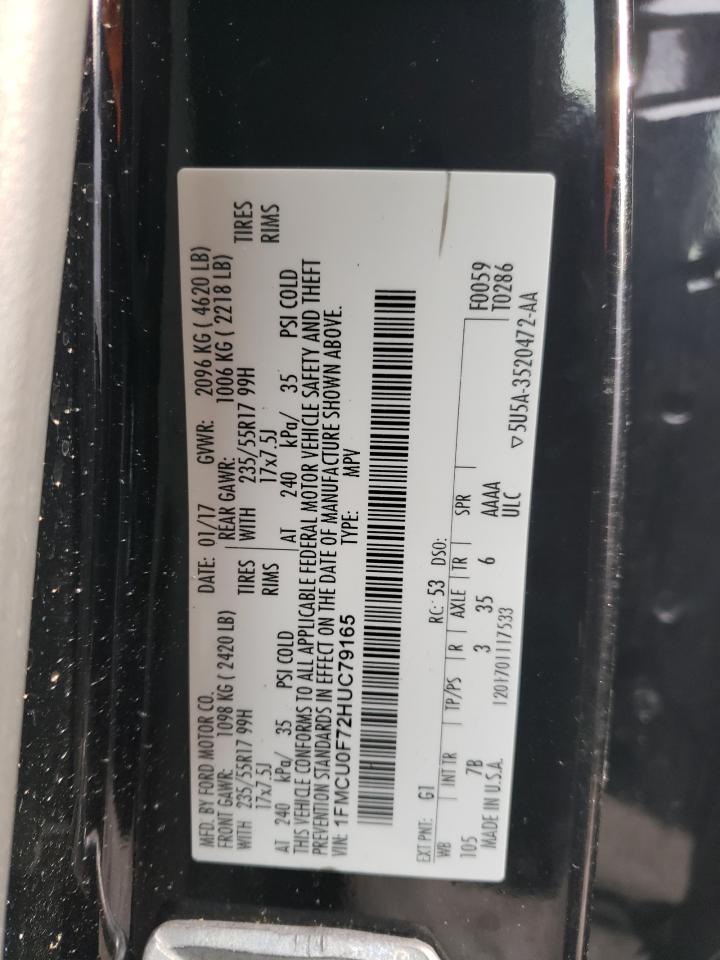 MFD. BY FORD MOTOR CO.
DATE: 01/17 GVWR: 2096 KG ( 4620 LB)
FRONT GAWR: 1098 KG ( 2420 LB) REAR GAWR: 1006 KG ( 2218 LB)
WITH 235/55R17 99H TIRES WITH 235/55R17 99H TIRES
17x7.5J RIMS 17x7.5J RIMS
AT 240 kPa/ 35 PSI COLD AT 240 kPa/ 35 PSI COLD
THIS VEHICLE CONFORMS TO ALL APPLICABLE FEDERAL MOTOR VEHICLE SAFETY AND THEFT
PREVENTION STANDARDS IN EFFECT ON THE DATE OF MANUFACTURE SHOWN ABOVE.
VIN: 1FMCU0F72HUC79165 TYPE: MPV
F0059
T0286
EXT PNT: G1 RC: 53 DSO:
WB INT TR TP/PS R AXLE TR SPR
105 7B 3 35 6 AAAA
ULC
MADE IN U.S.A. 1201701117533 ▽5U5A-3520472-AA